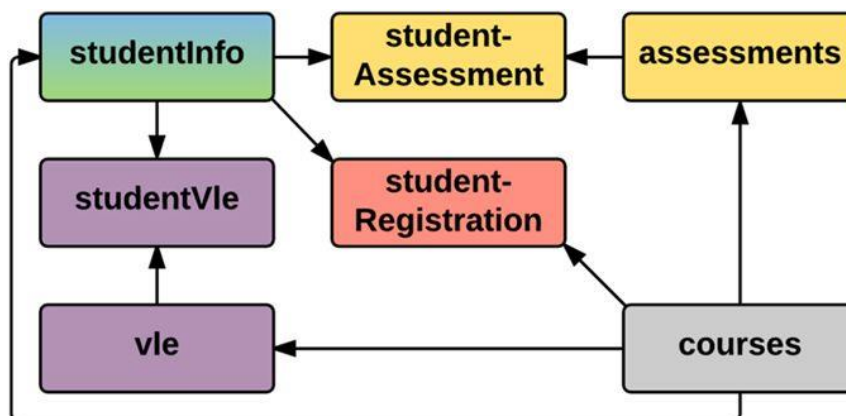 studentInfo
student-
Assessment
assessments
studentVle
student-
Registration
vle
courses